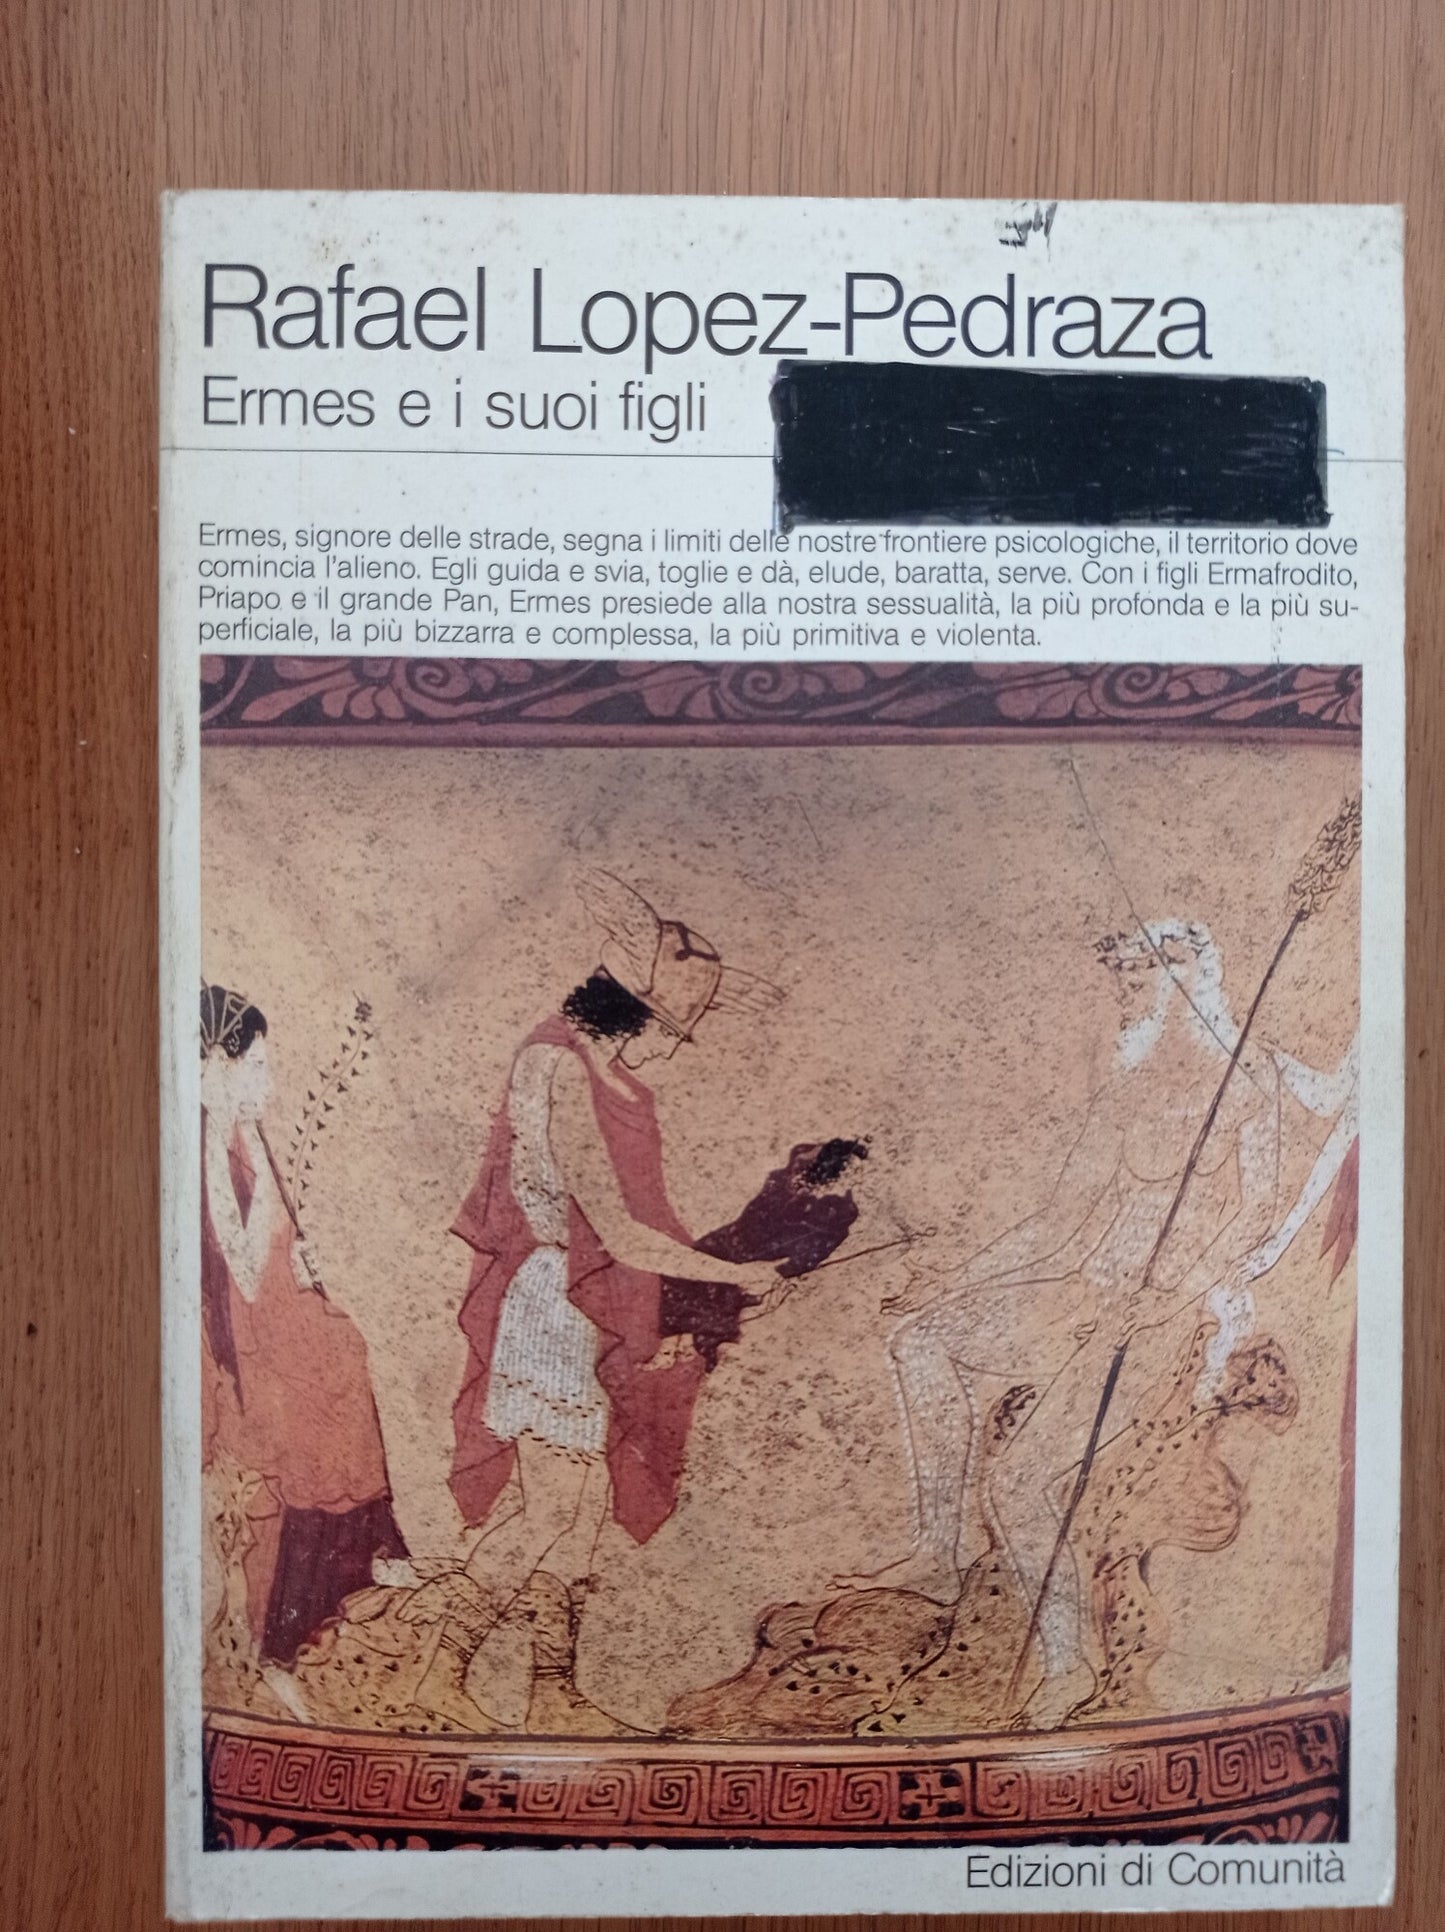 Rafael Lopez-Pedraza
Ermes e i suoi figli
Ermes, signore delle strade, segna i limiti delle nostre frontiere psicologiche, il territorio dove
comincia l'alieno. Egli guida e svia, toglie e dà, elude, baratta, serve. Con i figli Ermafrodito,
Priapo e il grande Pan, Ermes presiede alla nostra sessualità, la più profonda e la più su-
perficiale, la più bizzarra e complessa, la più primitiva e violenta.
Edizioni di Comunità